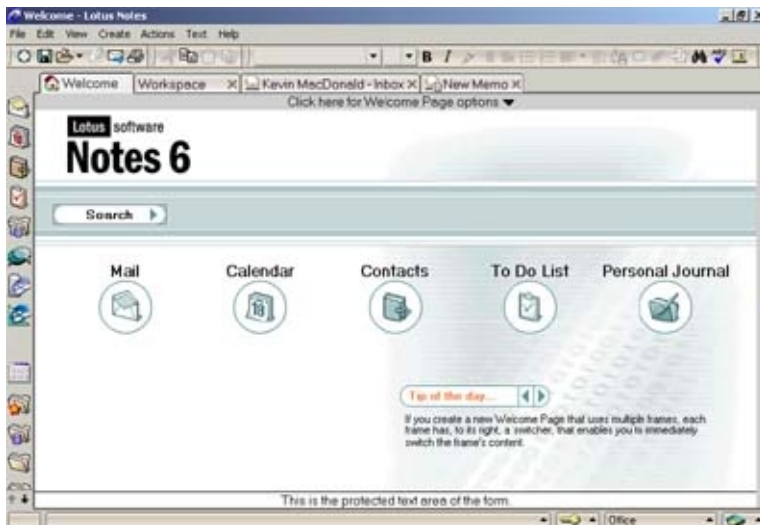 Welcome - Lotus Notes
File Edit View Create Actions Text Help
B I
Welcome Workspace Kevin MacDonald - Inbox New Memo
Click here for Welcome Page options
Lotus software
Notes 6
Search
Mail Calendar Contacts To Do List Personal Journal
18
Tip of the day...
If you create a new Welcome Page that uses multiple frames, each
frame has, to its right, a switcher, that enables you to immediately
switch the frame's content.
This is the protected text area of the form.
Office